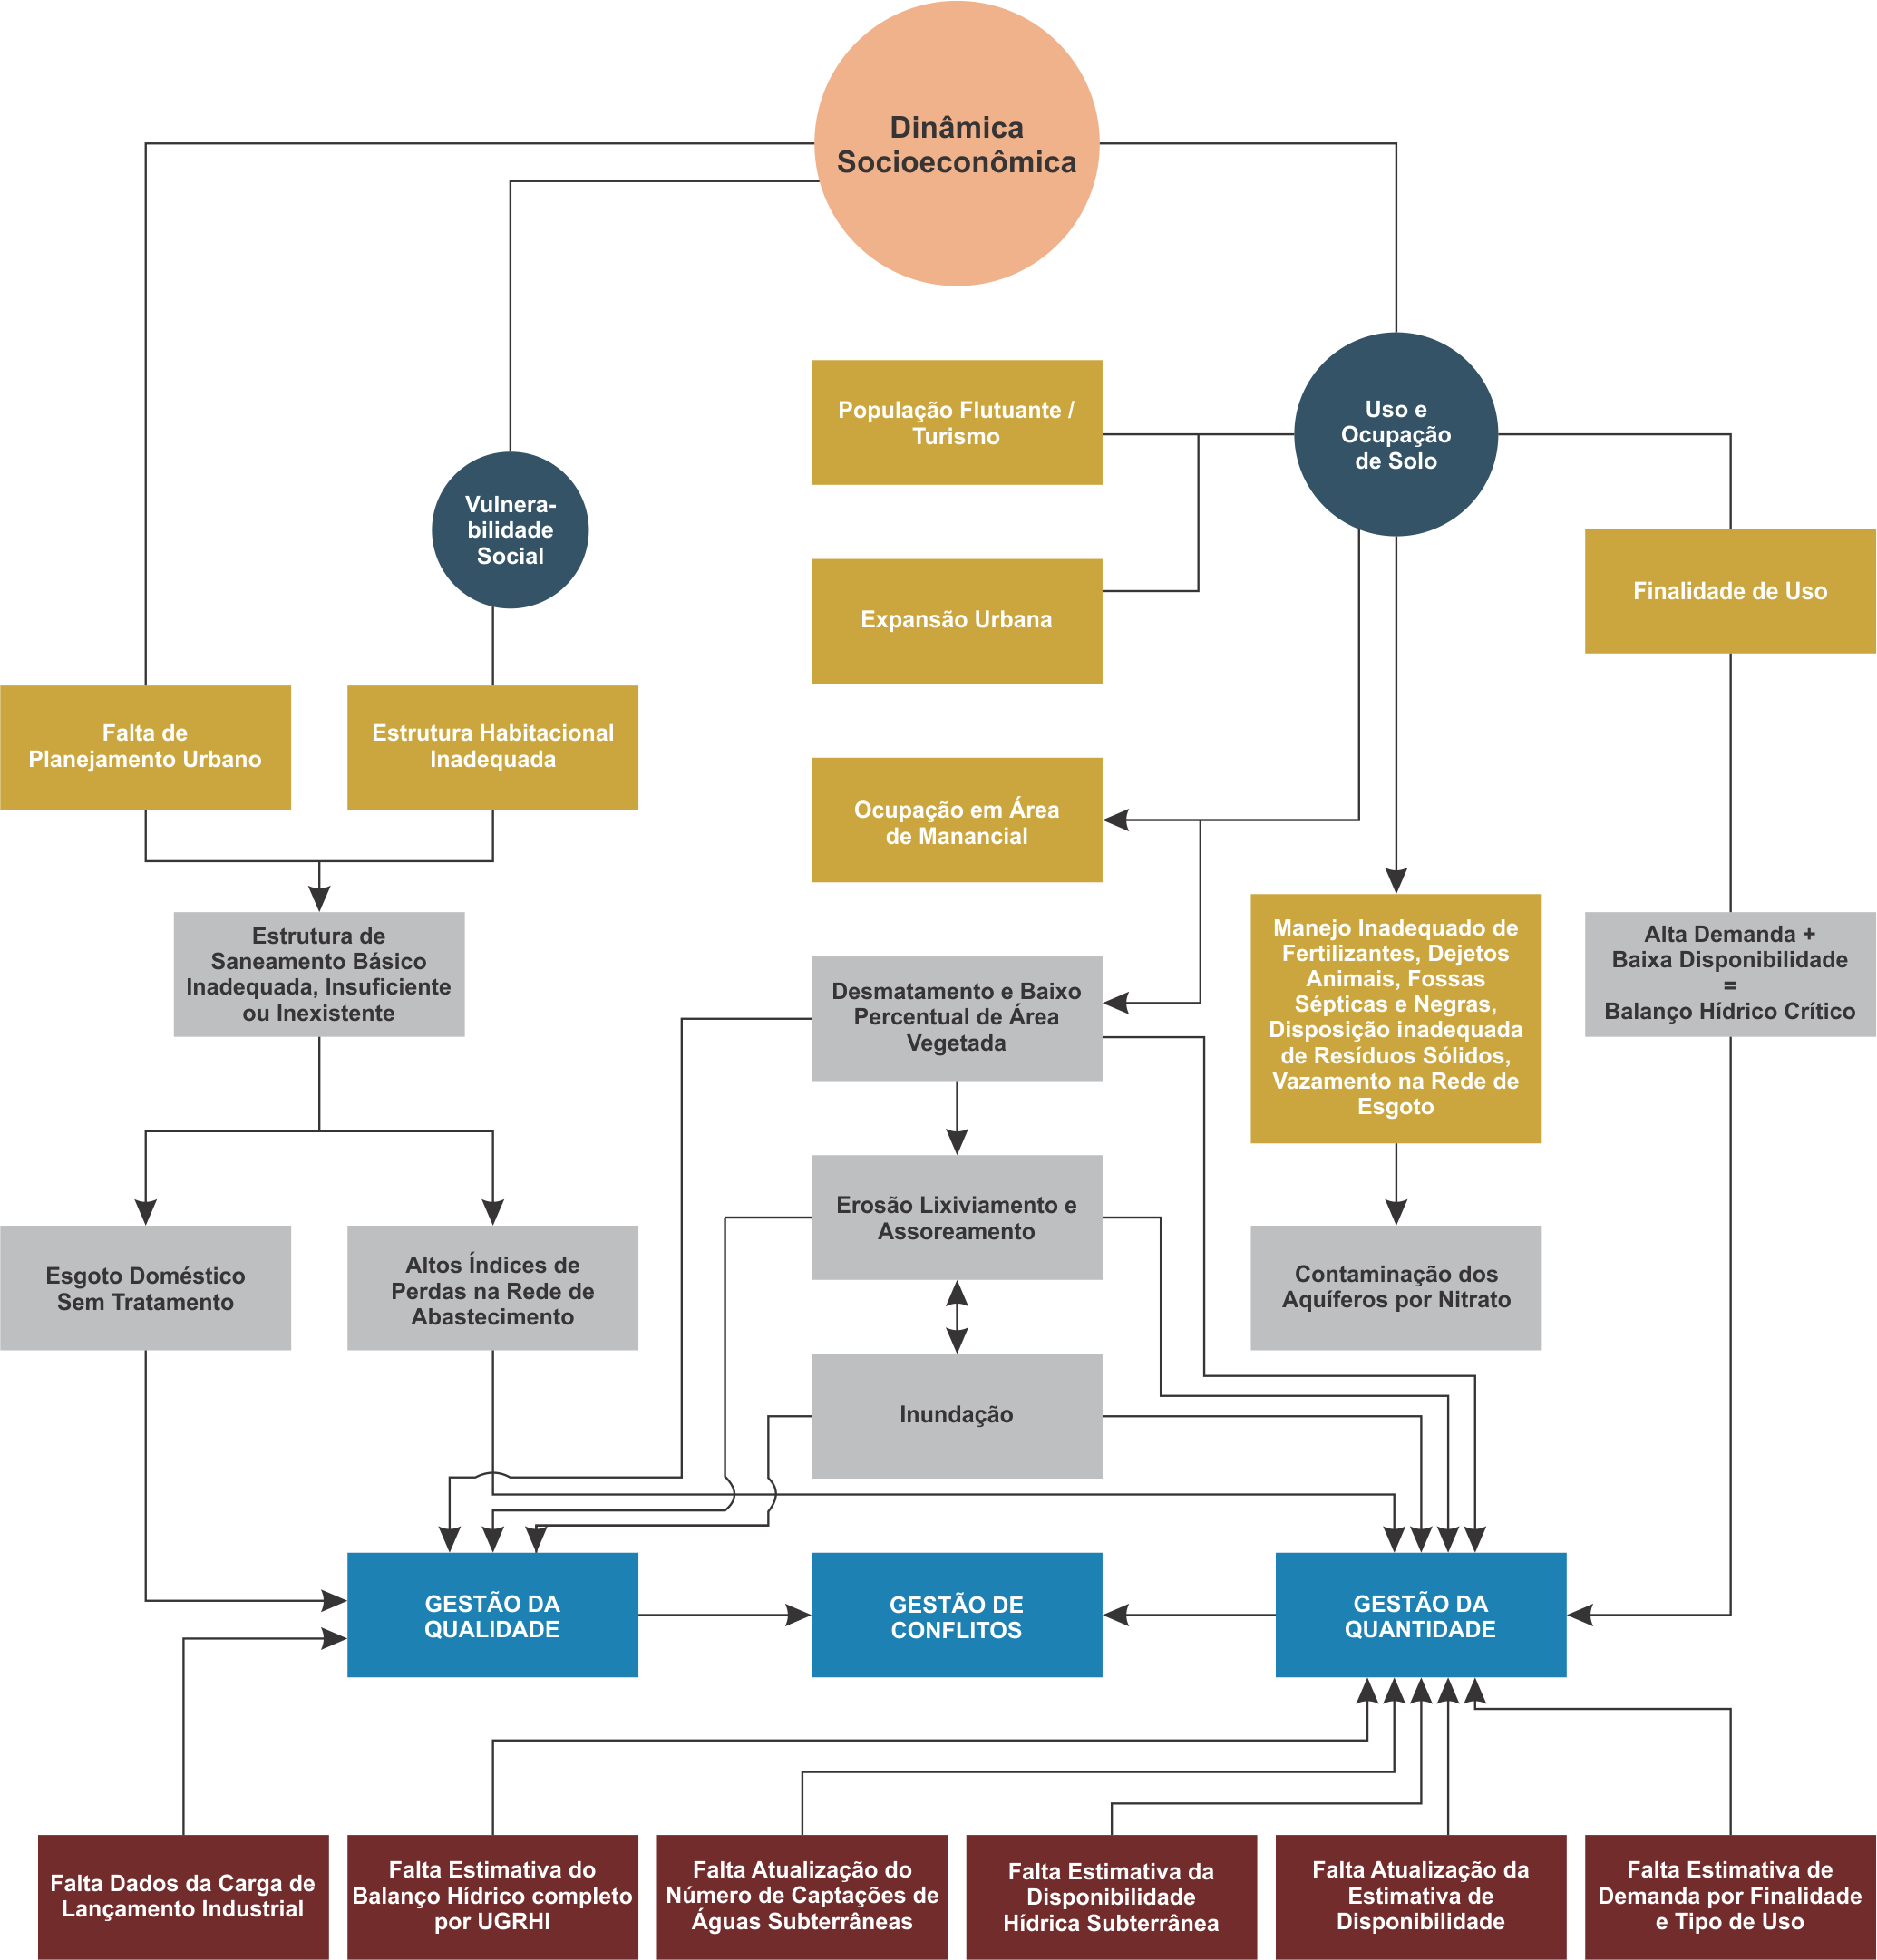 Dinâmica
Socioeconômica
População Flutuante /
Turismo
Uso e
Ocupação
de Solo
Vulnera-
bilidade
Social
Expansão Urbana
Finalidade de Uso
Falta de
Planejamento Urbano
Estrutura Habitacional
Inadequada
Ocupação em Área
de Manancial
Estrutura de
Saneamento Básico
Inadequada, Insuficiente
ou Inexistente
Desmatamento e Baixo
Percentual de Área
Vegetada
Manejo Inadequado de
Fertilizantes, Dejetos
Animais, Fossas
Sépticas e Negras,
Disposição inadequada
de Resíduos Sólidos,
Vazamento na Rede de
Esgoto
Alta Demanda +
Baixa Disponibilidade
=
Balanço Hídrico Crítico
Esgoto Doméstico
Sem Tratamento
Altos Índices de
Perdas na Rede de
Abastecimento
Erosão Lixiviamento e
Assoreamento
Contaminação dos
Aquíferos por Nitrato
Inundação
GESTÃO DA
QUALIDADE
GESTÃO DE
CONFLITOS
GESTÃO DA
QUANTIDADE
Falta Dados da Carga de
Lançamento Industrial
Falta Estimativa do
Balanço Hídrico completo
por UGRHI
Falta Atualização do
Número de Captações de
Águas Subterrâneas
Falta Estimativa da
Disponibilidade
Hídrica Subterrânea
Falta Atualização da
Estimativa de
Disponibilidade
Falta Estimativa de
Demanda por Finalidade
e Tipo de Uso